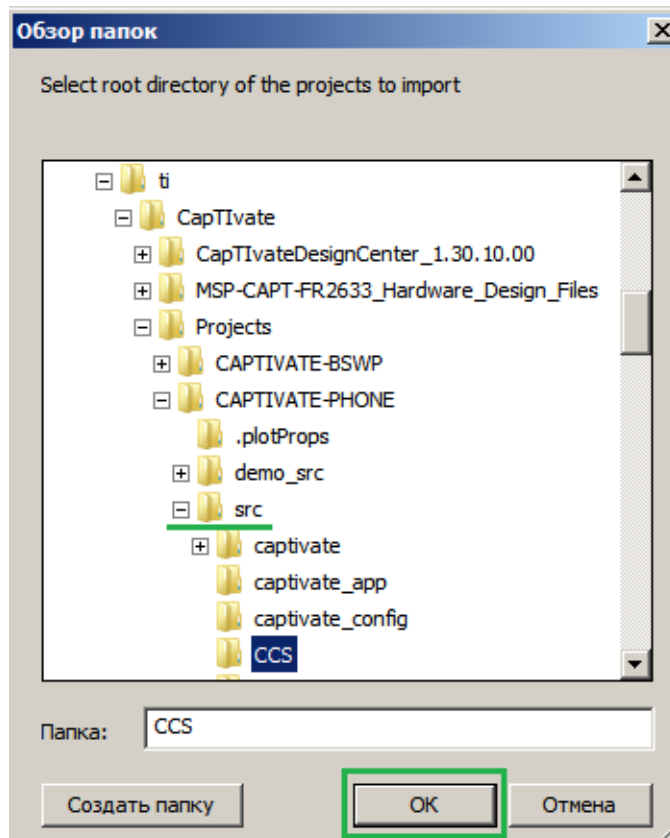 Обзор папок
Select root directory of the projects to import
ti
CapTIvate
CapTIvateDesignCenter_1.30.10.00
MSP-CAPT-FR2633_Hardware_Design_Files
Projects
CAPTIVATE-BSWP
CAPTIVATE-PHONE
.plotProps
demo_src
src
captivate
captivate_app
captivate_config
CCS
Папка: CCS
Создать папку OK Отмена